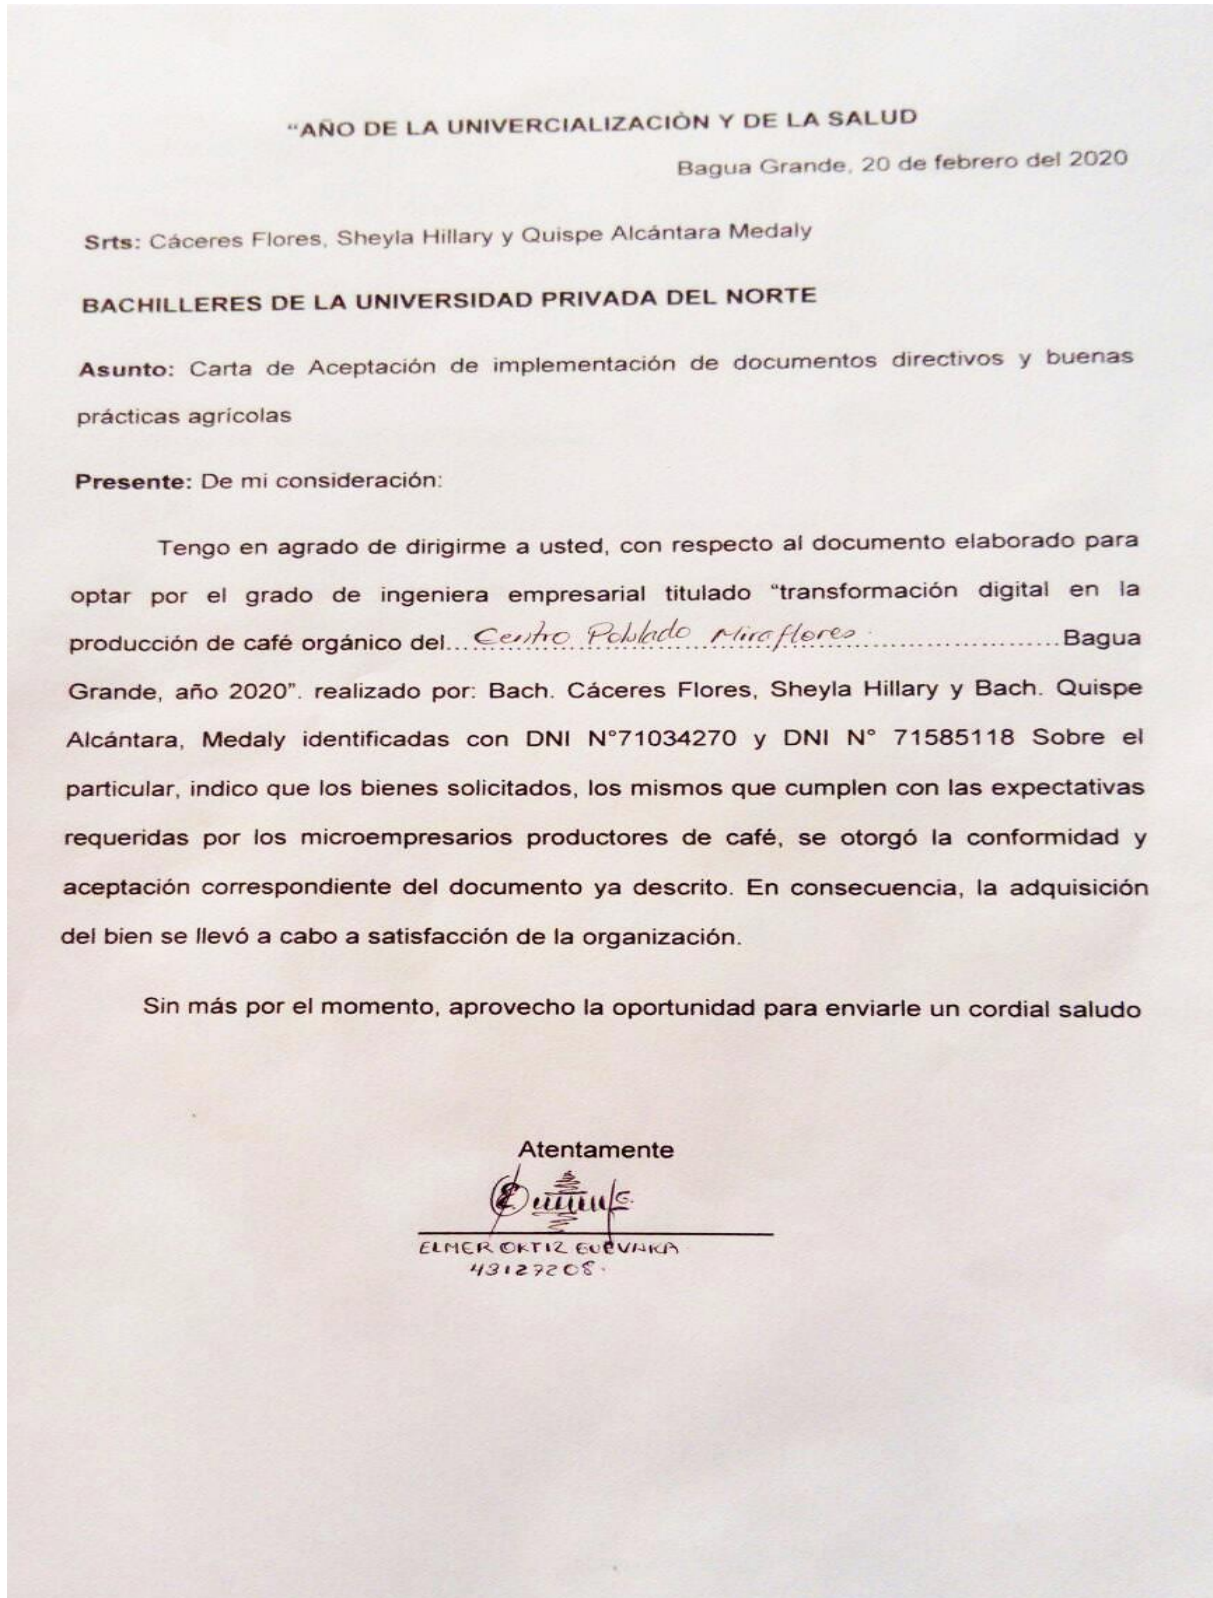 “AÑO DE LA UNIVERCIALIZACIÓN Y DE LA SALUD
Bagua Grande, 20 de febrero del 2020
Srts: Cáceres Flores, Sheyla Hillary y Quispe Alcántara Medaly
BACHILLERES DE LA UNIVERSIDAD PRIVADA DEL NORTE
Asunto: Carta de Aceptación de implementación de documentos directivos y buenas
prácticas agrícolas
Presente: De mi consideración:
Tengo en agrado de dirigirme a usted, con respecto al documento elaborado para
optar por el grado de ingeniera empresarial titulado “transformación digital en la
producción de café orgánico del... Centro Poblado Miraflores ..........Bagua
Grande, año 2020”. realizado por: Bach. Cáceres Flores, Sheyla Hillary y Bach. Quispe
Alcántara, Medaly identificadas con DNI N°71034270 y DNI N° 71585118 Sobre el
particular, indico que los bienes solicitados, los mismos que cumplen con las expectativas
requeridas por los microempresarios productores de café, se otorgó la conformidad y
aceptación correspondiente del documento ya descrito. En consecuencia, la adquisición
del bien se llevó a cabo a satisfacción de la organización.
Sin más por el momento, aprovecho la oportunidad para enviarle un cordial saludo
Atentamente
ELMER ORTIZ
43127208.